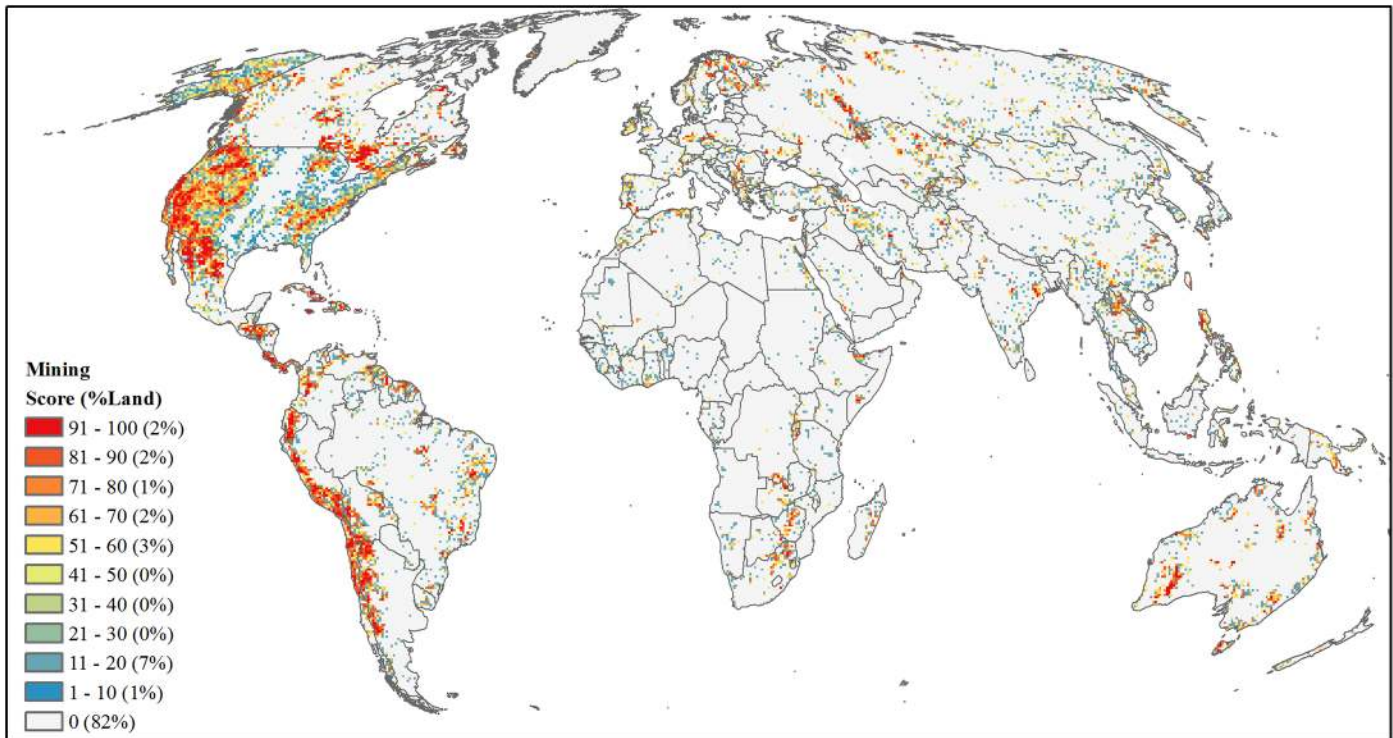 Mining
Score (%Land)
91 - 100 (2%)
81 - 90 (2%)
71 - 80 (1%)
61 - 70 (2%)
51 - 60 (3%)
41 - 50 (0%)
31 - 40 (0%)
21 - 30 (0%)
11 - 20 (7%)
1 - 10 (1%)
0 (82%)